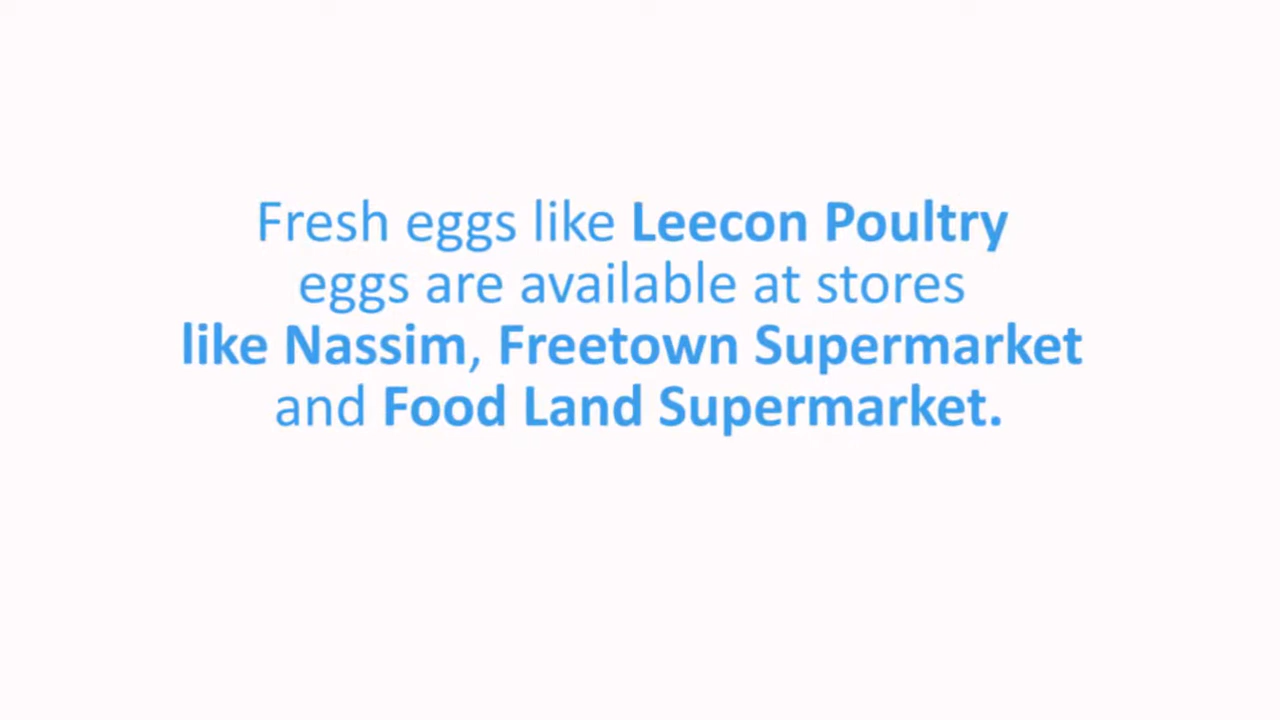 Fresh eggs like Leecon Poultry
eggs are available at stores
like Nassim, Freetown Supermarket
and Food Land Supermarket.